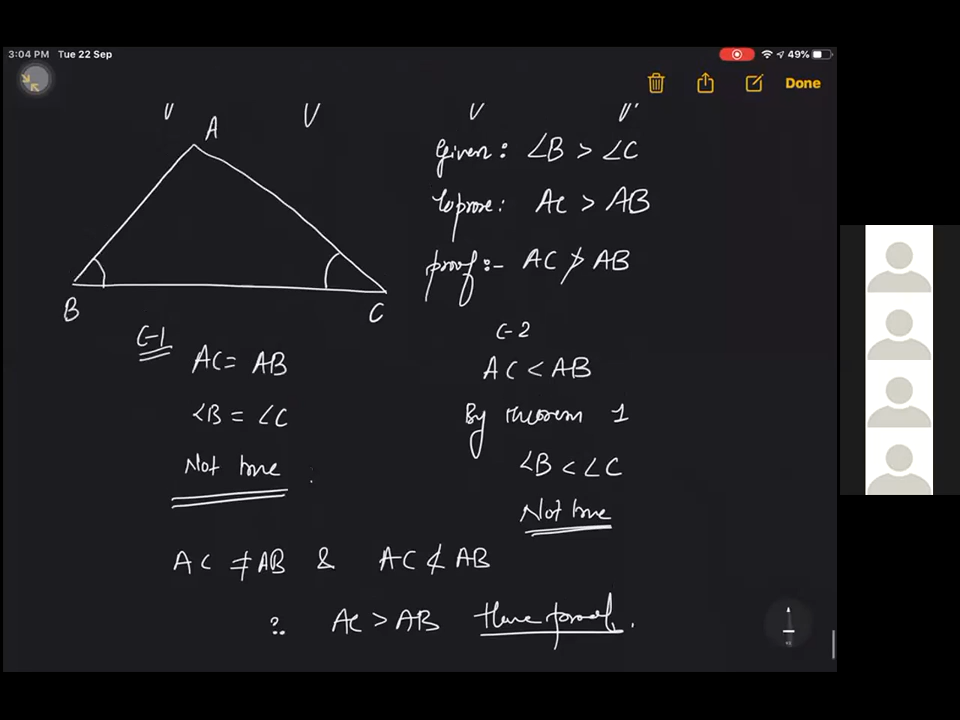 3:04 PM Tue 22 Sep 49%
Done
A
Given: ∠B > ∠C
To prove: AC > AB
proof:- AC ≯ AB
B C
C-1 C-2
AC = AB AC < AB
∠B = ∠C By theorem 1
Not true ∠B < ∠C
Not true
AC ≠ AB & AC ≮ AB
∴ AC > AB Hence proof.